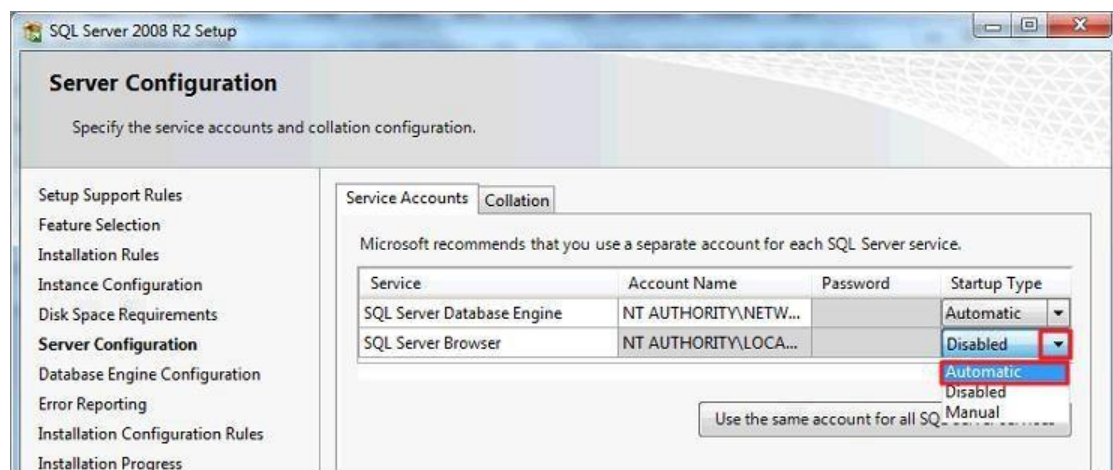 SQL Server 2008 R2 Setup
Server Configuration
Specify the service accounts and collation configuration.
Setup Support Rules
Feature Selection
Installation Rules
Instance Configuration
Disk Space Requirements
Server Configuration
Database Engine Configuration
Error Reporting
Installation Configuration Rules
Installation Progress
Service Accounts Collation
Microsoft recommends that you use a separate account for each SQL Server service.
Service Account Name Password Startup Type
SQL Server Database Engine NT AUTHORITY\NETW... Automatic
SQL Server Browser NT AUTHORITY\LOCA... Disabled
Automatic
Disabled
Manual
Use the same account for all SQL